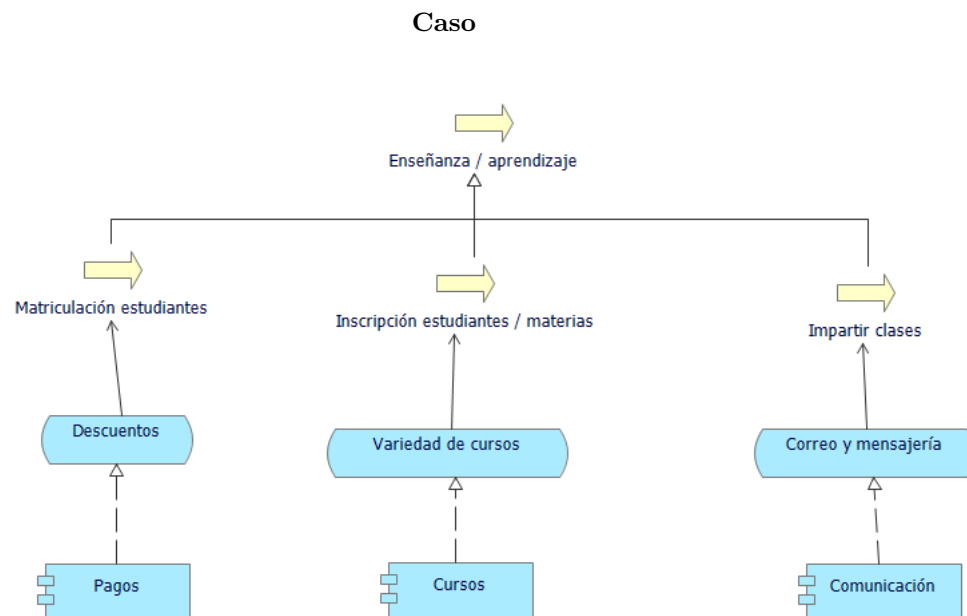 Caso
Enseñanza / aprendizaje
Matriculación estudiantes
Inscripción estudiantes / materias
Impartir clases
Descuentos
Variedad de cursos
Correo y mensajería
Pagos
Cursos
Comunicación